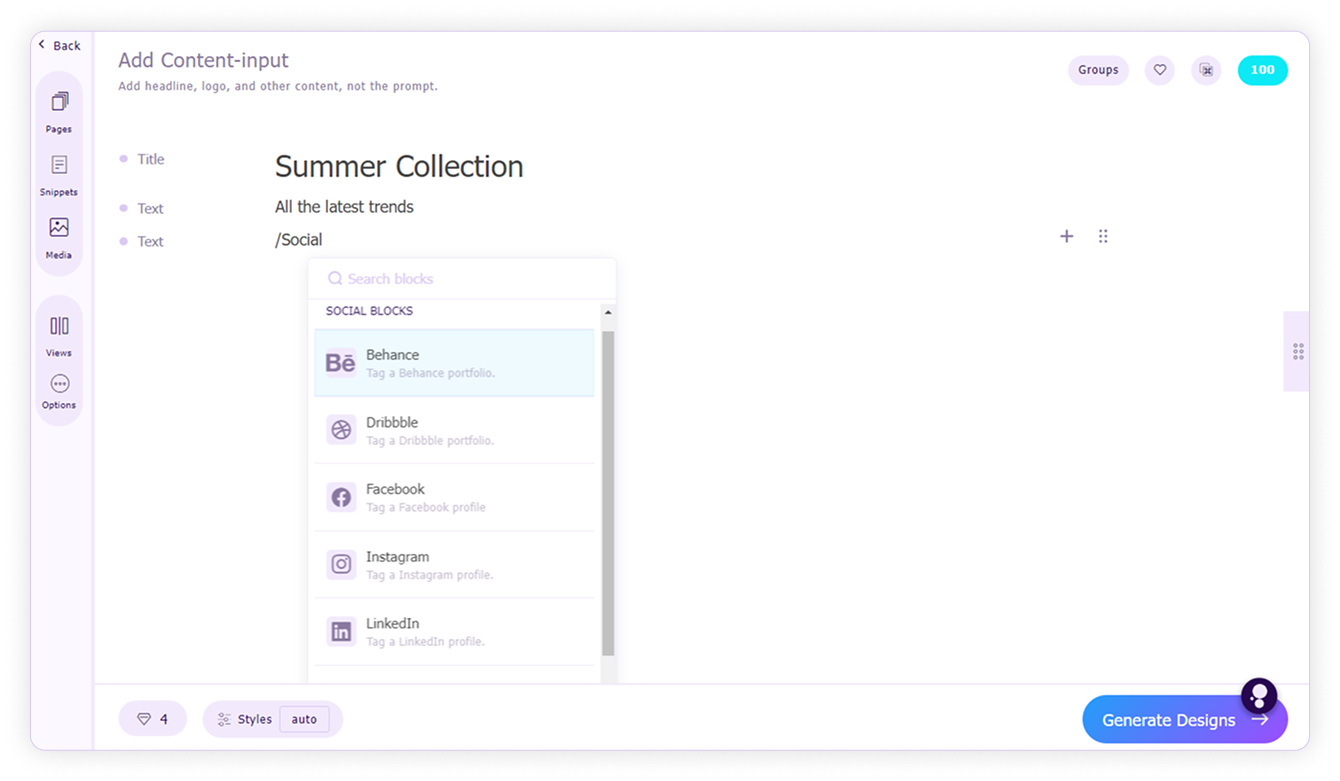 Back
Pages
Snippets
Media
Views
Options
Add Content-input
Add headline, logo, and other content, not the prompt.
Groups
100
Title
Summer Collection
Text
All the latest trends
Text
/Social
Search blocks
SOCIAL BLOCKS
Bē
Behance
Tag a Behance portfolio.
Dribbble
Tag a Dribbble portfolio.
Facebook
Tag a Facebook profile
Instagram
Tag a Instagram profile.
in
LinkedIn
Tag a LinkedIn profile.
4
Styles
auto
Generate Designs